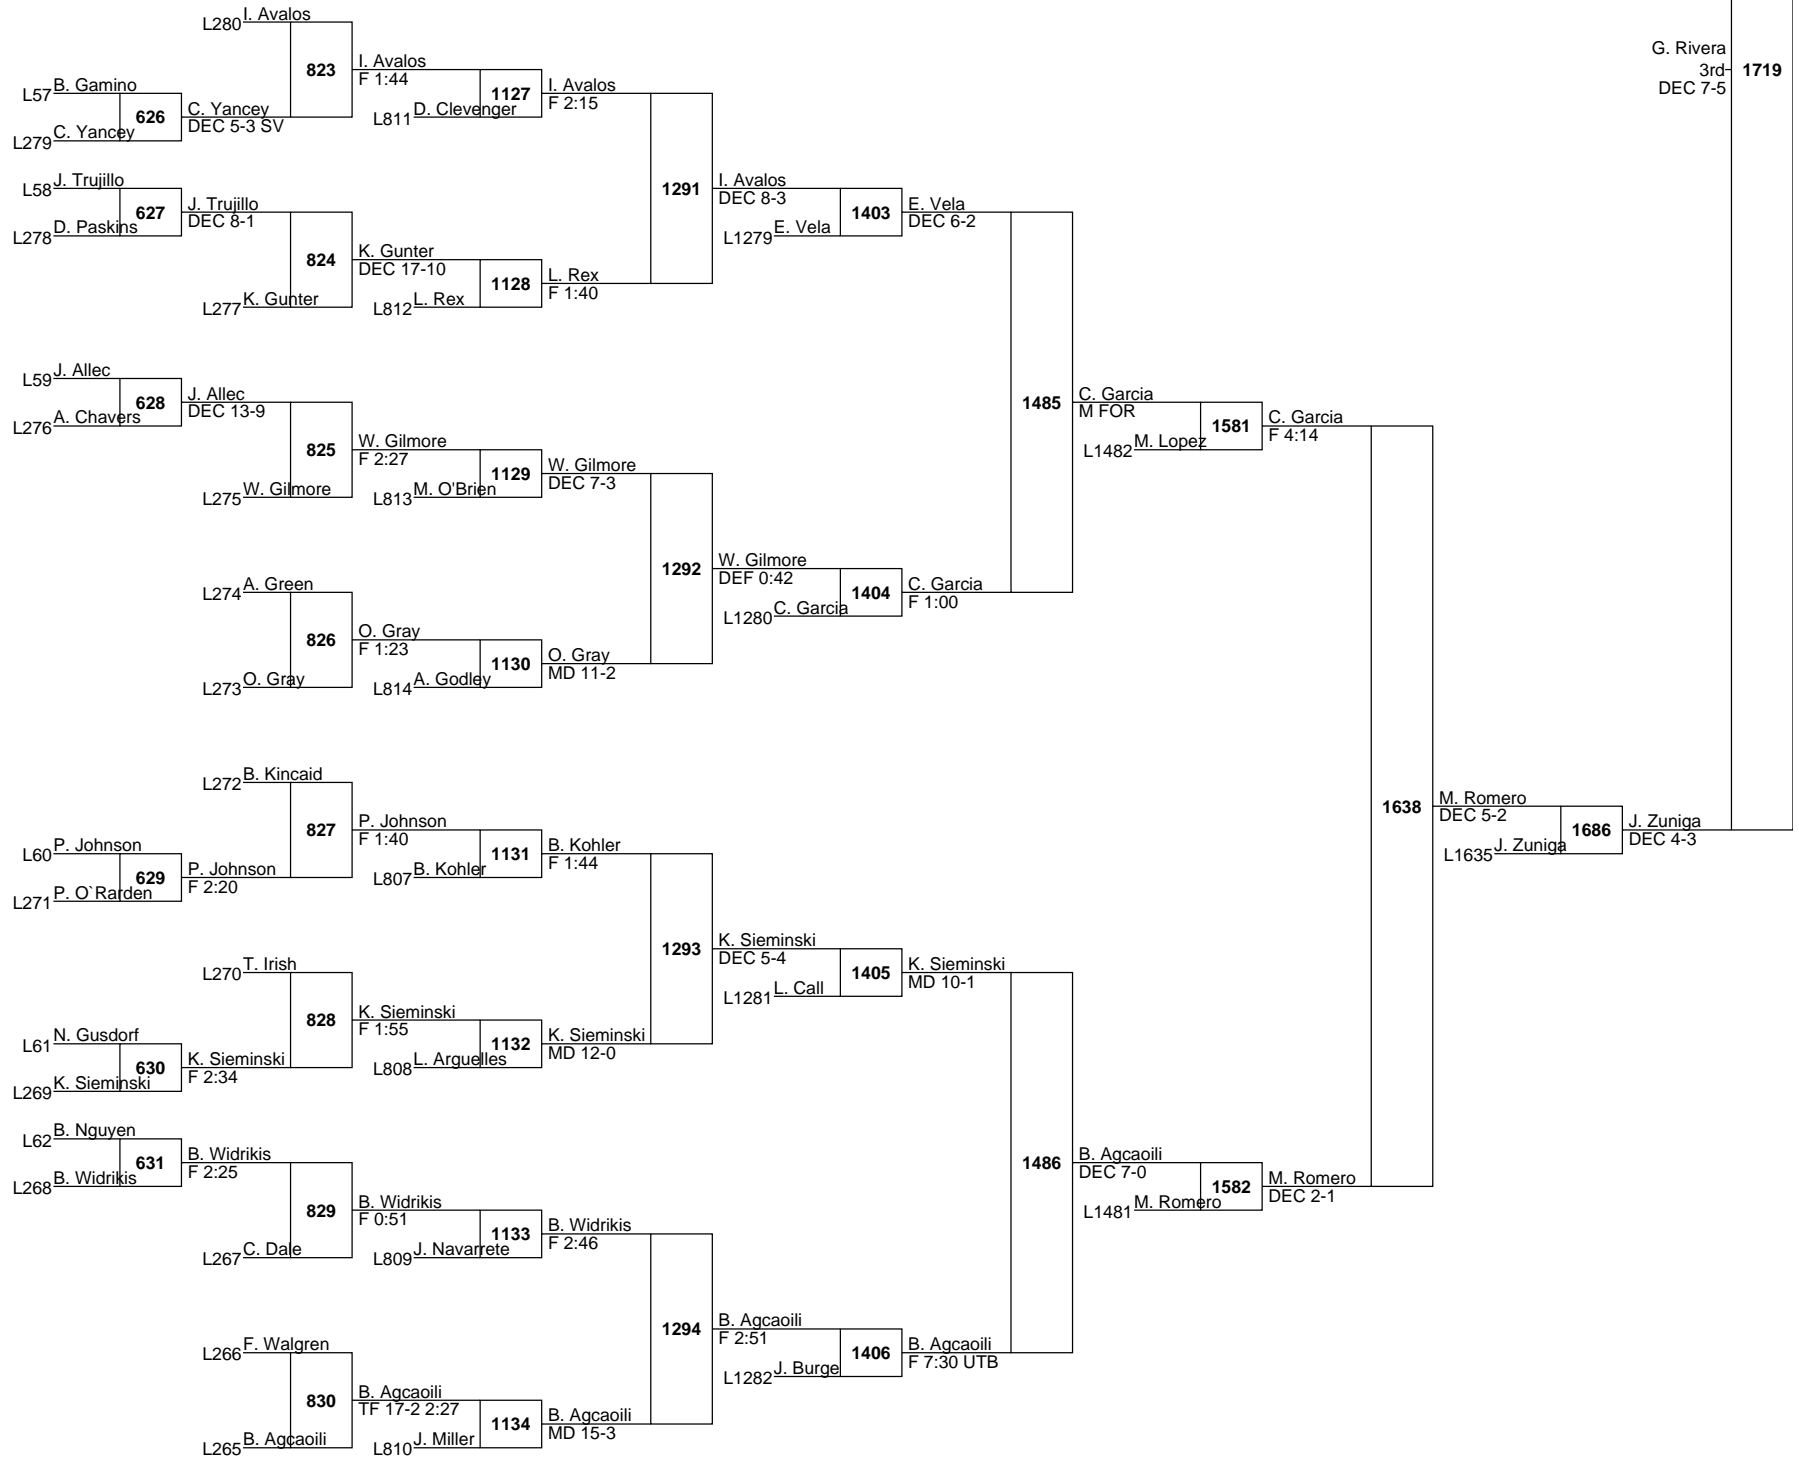 I. Avalos
L280
823
I. Avalos
F 1:44
B. Gamino
L57
626
C. Yancey
DEC 5-3 SV
C. Yancey
L279
1127
I. Avalos
F 2:15
D. Clevenger
L811
J. Trujillo
L58
627
J. Trujillo
DEC 8-1
D. Paskins
L278
824
K. Gunter
DEC 17-10
K. Gunter
L277
1128
L. Rex
F 1:40
L. Rex
L812
1291
I. Avalos
DEC 8-3
1403
E. Vela
DEC 6-2
E. Vela
L1279
J. Allec
L59
628
J. Allec
DEC 13-9
A. Chavers
L276
825
W. Gilmore
F 2:27
W. Gilmore
L275
1129
W. Gilmore
DEC 7-3
M. O'Brien
L813
A. Green
L274
826
O. Gray
F 1:23
O. Gray
L273
1130
O. Gray
MD 11-2
A. Godley
L814
1292
W. Gilmore
DEF 0:42
1404
C. Garcia
F 1:00
C. Garcia
L1280
1485
C. Garcia
M FOR
1581
C. Garcia
F 4:14
M. Lopez
L1482
B. Kincaid
L272
827
P. Johnson
F 1:40
P. Johnson
L60
629
P. Johnson
F 2:20
P. O`Rarden
L271
1131
B. Kohler
F 1:44
B. Kohler
L807
T. Irish
L270
828
K. Sieminski
F 1:55
N. Gusdorf
L61
630
K. Sieminski
F 2:34
K. Sieminski
L269
1132
K. Sieminski
MD 12-0
L. Arguelles
L808
1293
K. Sieminski
DEC 5-4
1405
K. Sieminski
MD 10-1
L. Call
L1281
B. Nguyen
L62
631
B. Widrikis
F 2:25
B. Widrikis
L268
829
B. Widrikis
F 0:51
C. Dale
L267
1133
B. Widrikis
F 2:46
J. Navarrete
L809
F. Walgren
L266
830
B. Agcaoili
TF 17-2 2:27
B. Agcaoili
L265
1134
B. Agcaoili
MD 15-3
J. Miller
L810
1294
B. Agcaoili
F 2:51
1406
B. Agcaoili
F 7:30 UTB
J. Burge
L1282
1486
B. Agcaoili
DEC 7-0
1582
M. Romero
DEC 2-1
M. Romero
L1481
1638
M. Romero
DEC 5-2
1686
J. Zuniga
DEC 4-3
J. Zuniga
L1635
G. Rivera
3rd
DEC 7-5
1719